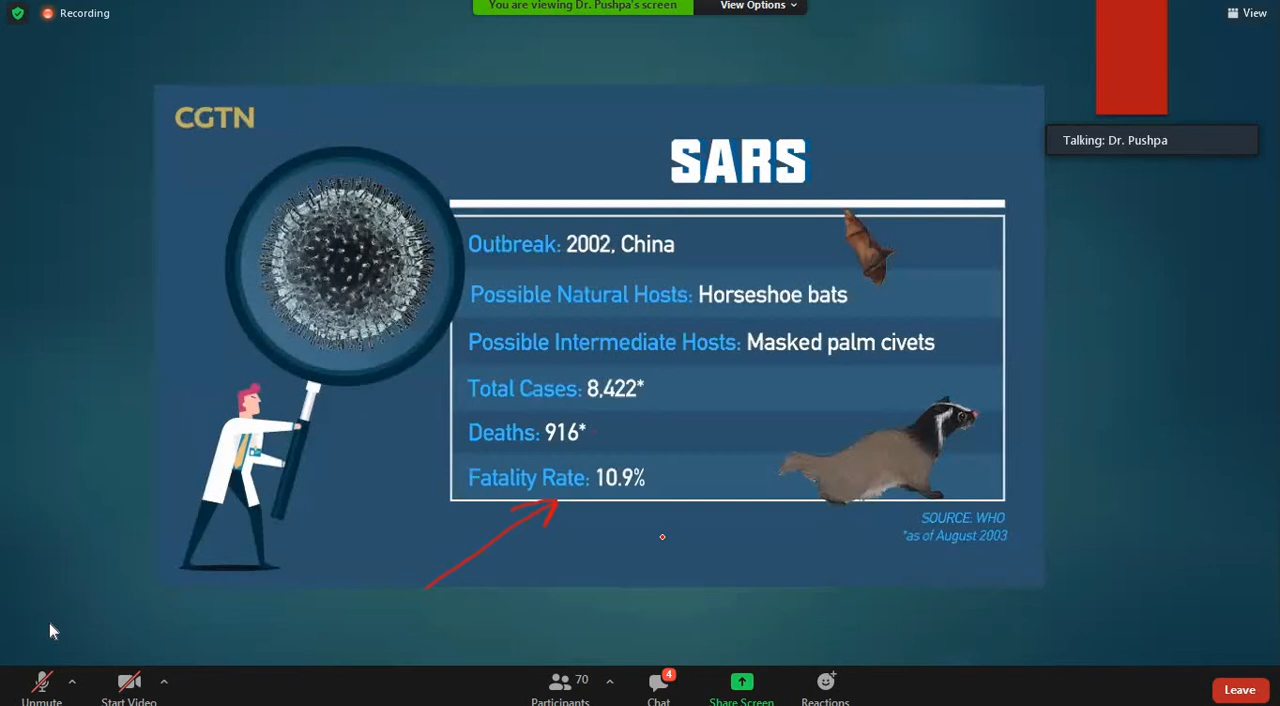 Recording
You are viewing Dr. Pushpa's screen
View Options
View
Talking: Dr. Pushpa
CGTN
SARS
Outbreak: 2002, China
Possible Natural Hosts: Horseshoe bats
Possible Intermediate Hosts: Masked palm civets
Total Cases: 8,422*
Deaths: 916*
Fatality Rate: 10.9%
SOURCE: WHO
*as of August 2003
Unmute
Start Video
70
Participants
4
Chat
Share Screen
Reactions
Leave